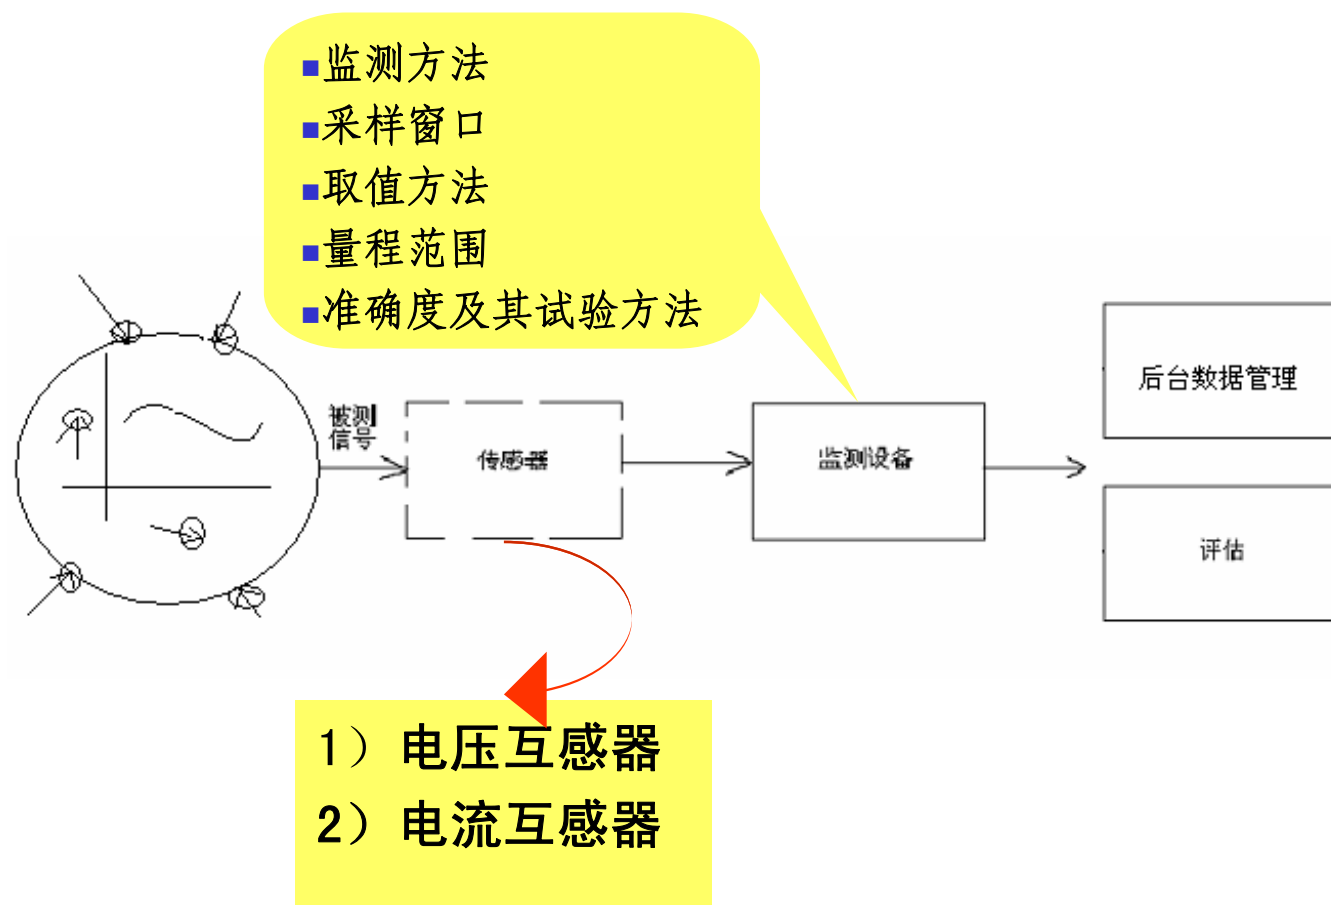 ■监测方法
■采样窗口
■取值方法
■量程范围
■准确度及其试验方法
被测
信号
传感器
监测设备
后台数据管理
评估
1）电压互感器
2）电流互感器